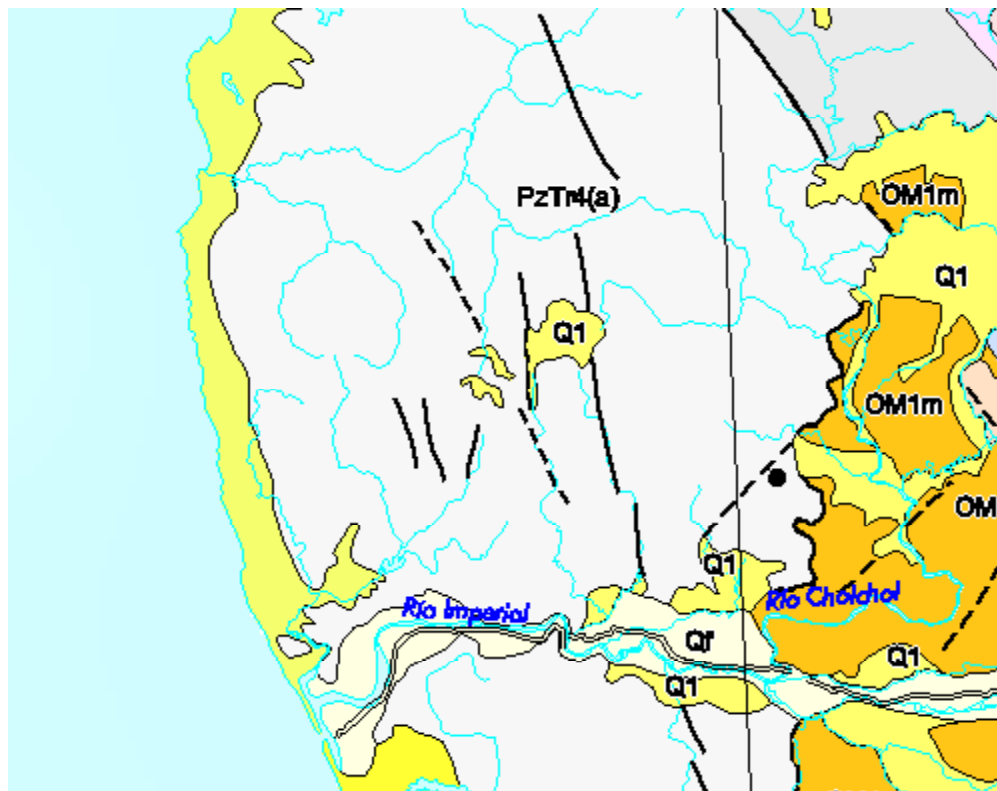 PzTr4(a)
OM1m
Q1
Q1
OM1m
OM
Q1
Río Imperial
Río Cholchol
Qf
Q1
Q1